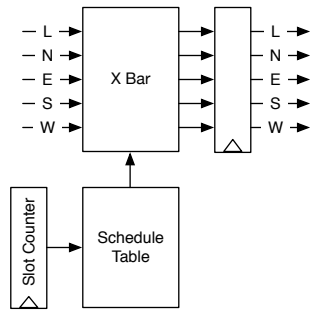 L L
N N
E X Bar E
S S
W W
Slot Counter
Schedule
Table